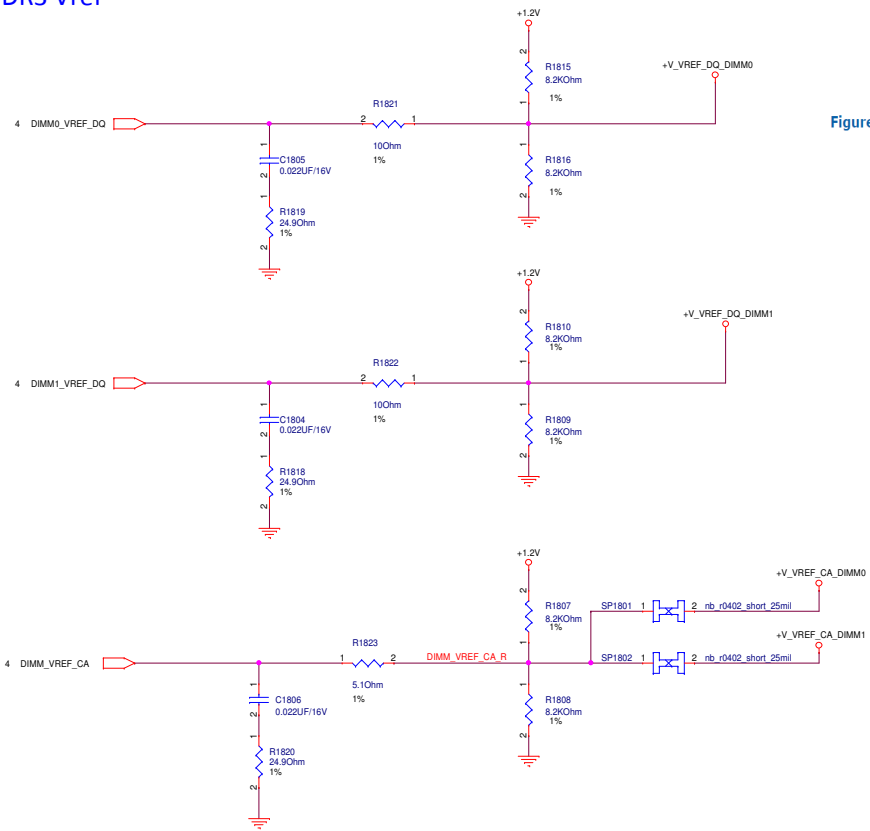 DR3 Vref
+1.2V
R1815
8.2KOhm
1%
+V_VREF_DQ_DIMM0
2
1
4 DIMM0_VREF_DQ
R1821
2 1
10Ohm
1%
Figure
1
C1805
0.022UF/16V
2
1
R1819
24.9Ohm
1%
2
1
R1816
8.2KOhm
1%
2
+1.2V
2
R1810
8.2KOhm
1%
1
+V_VREF_DQ_DIMM1
4 DIMM1_VREF_DQ
R1822
2 1
10Ohm
1%
1
C1804
0.022UF/16V
2
1
R1818
24.9Ohm
1%
2
1
R1809
8.2KOhm
1%
2
+1.2V
2
R1807
8.2KOhm
1%
1
+V_VREF_CA_DIMM0
SP1801 1 2 nb_r0402_short_25mil
+V_VREF_CA_DIMM1
SP1802 1 2 nb_r0402_short_25mil
4 DIMM_VREF_CA
R1823
1 2
5.1Ohm
1%
DIMM_VREF_CA_R
1
C1806
0.022UF/16V
2
1
R1820
24.9Ohm
1%
2
1
R1808
8.2KOhm
1%
2